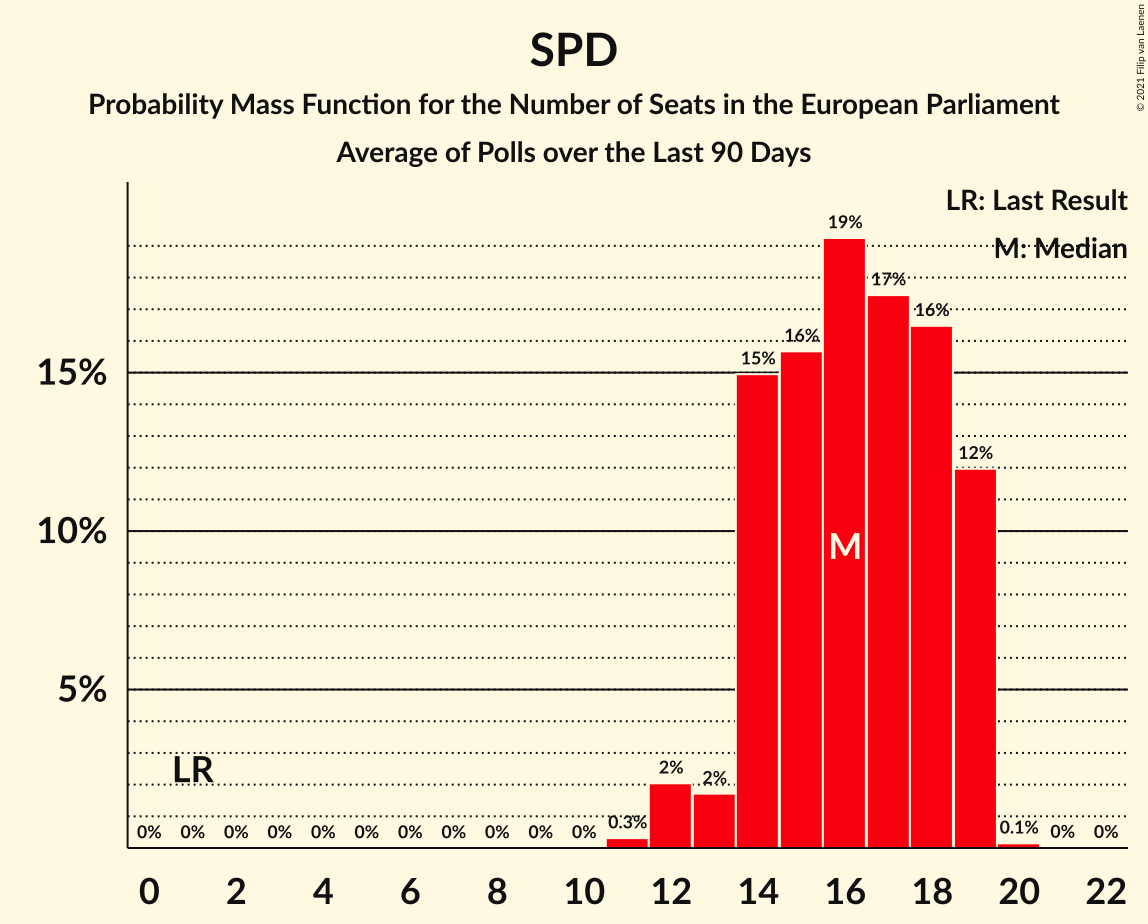 SPD
Probability Mass Function for the Number of Seats in the European Parliament
Average of Polls over the Last 90 Days
© 2021 Filip van Laenen
LR: Last Result
M: Median
15%
10%
5%
0%
0%
0%
0%
0%
0%
0%
0%
0%
0%
0%
0.3%
2%
2%
15%
16%
19%
17%
16%
12%
0.1%
0%
0%
LR
M
0 2 4 6 8 10 12 14 16 18 20 22